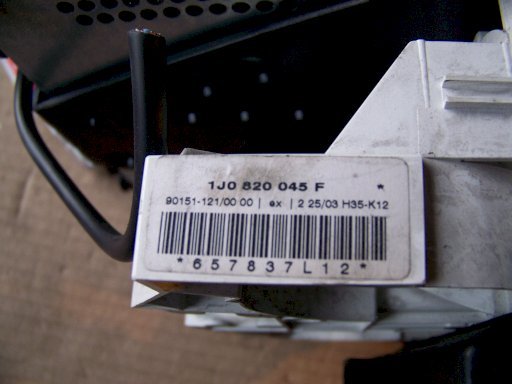 1J0 820 045 F *
90151-121/00 00 | ex | 2 25/03 H35-K12
*657837L12*